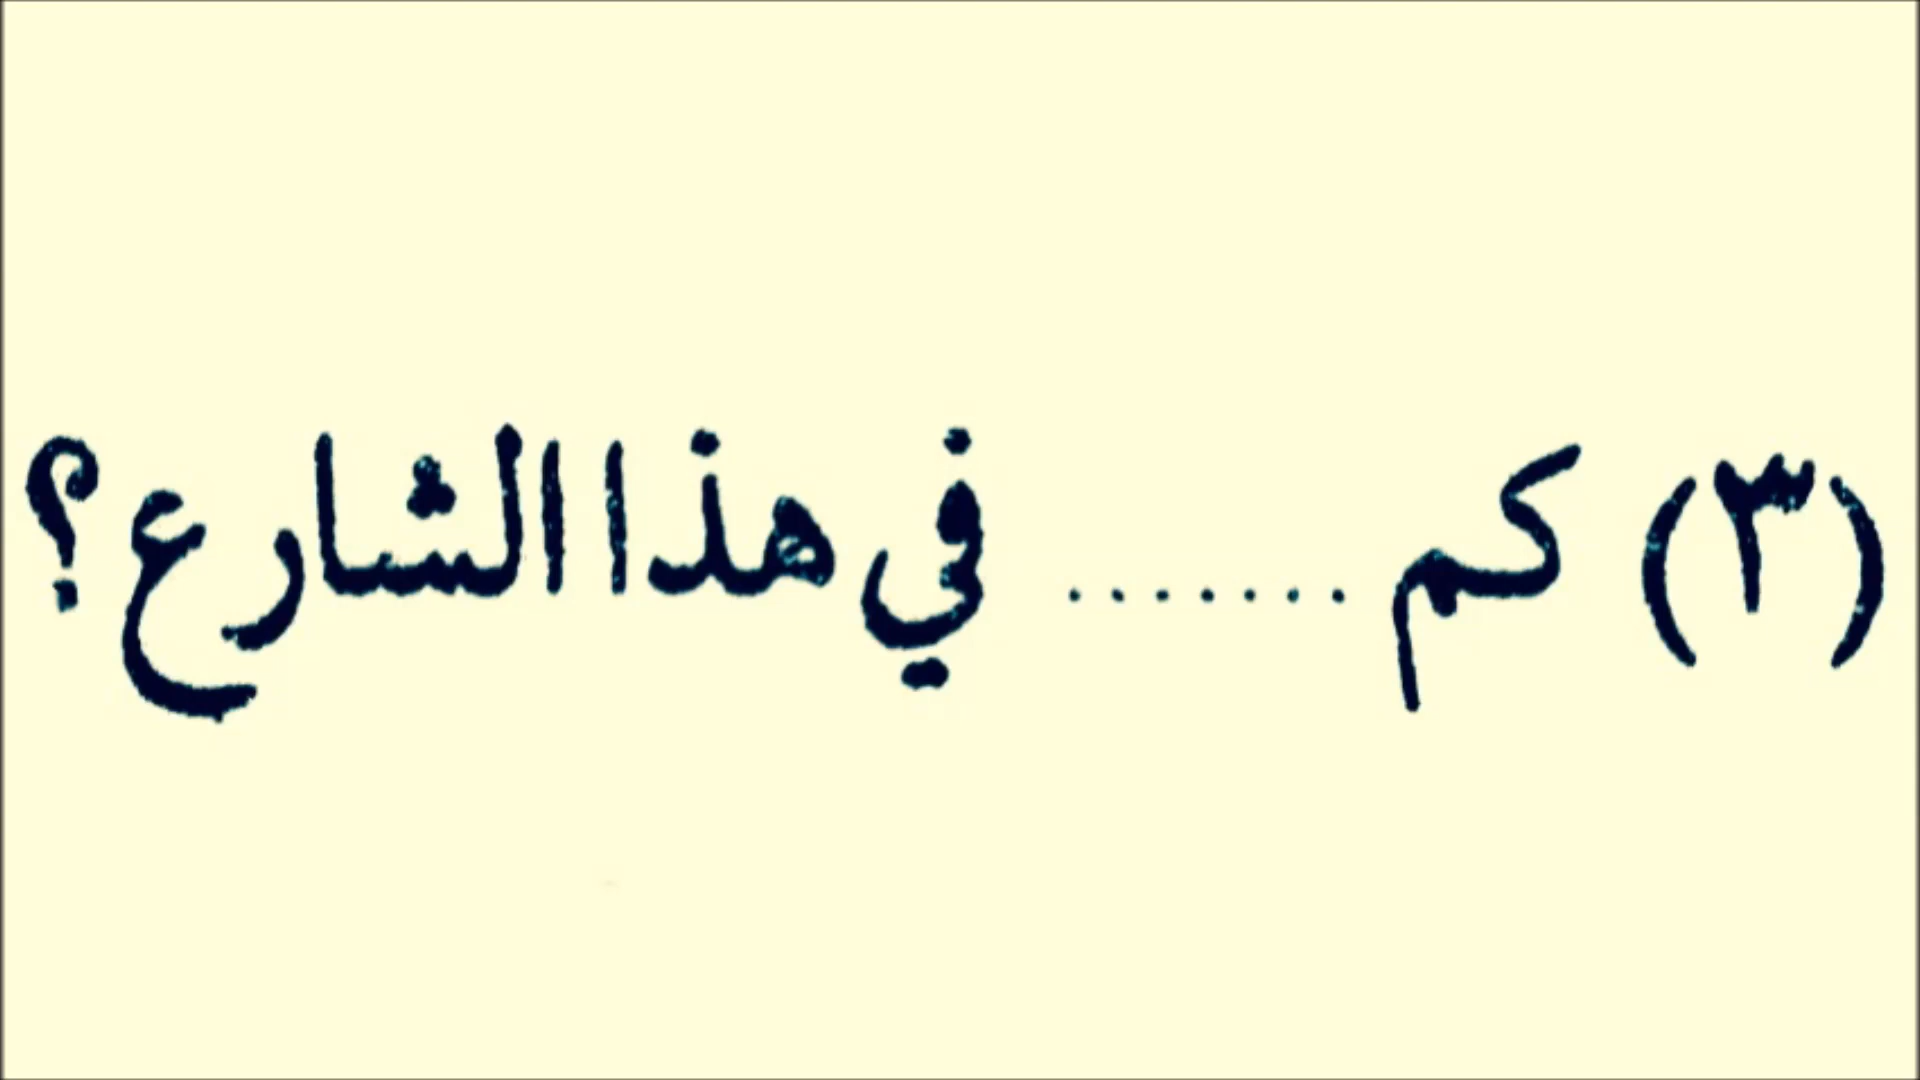 (٣) كم ....... في هذا الشارع؟